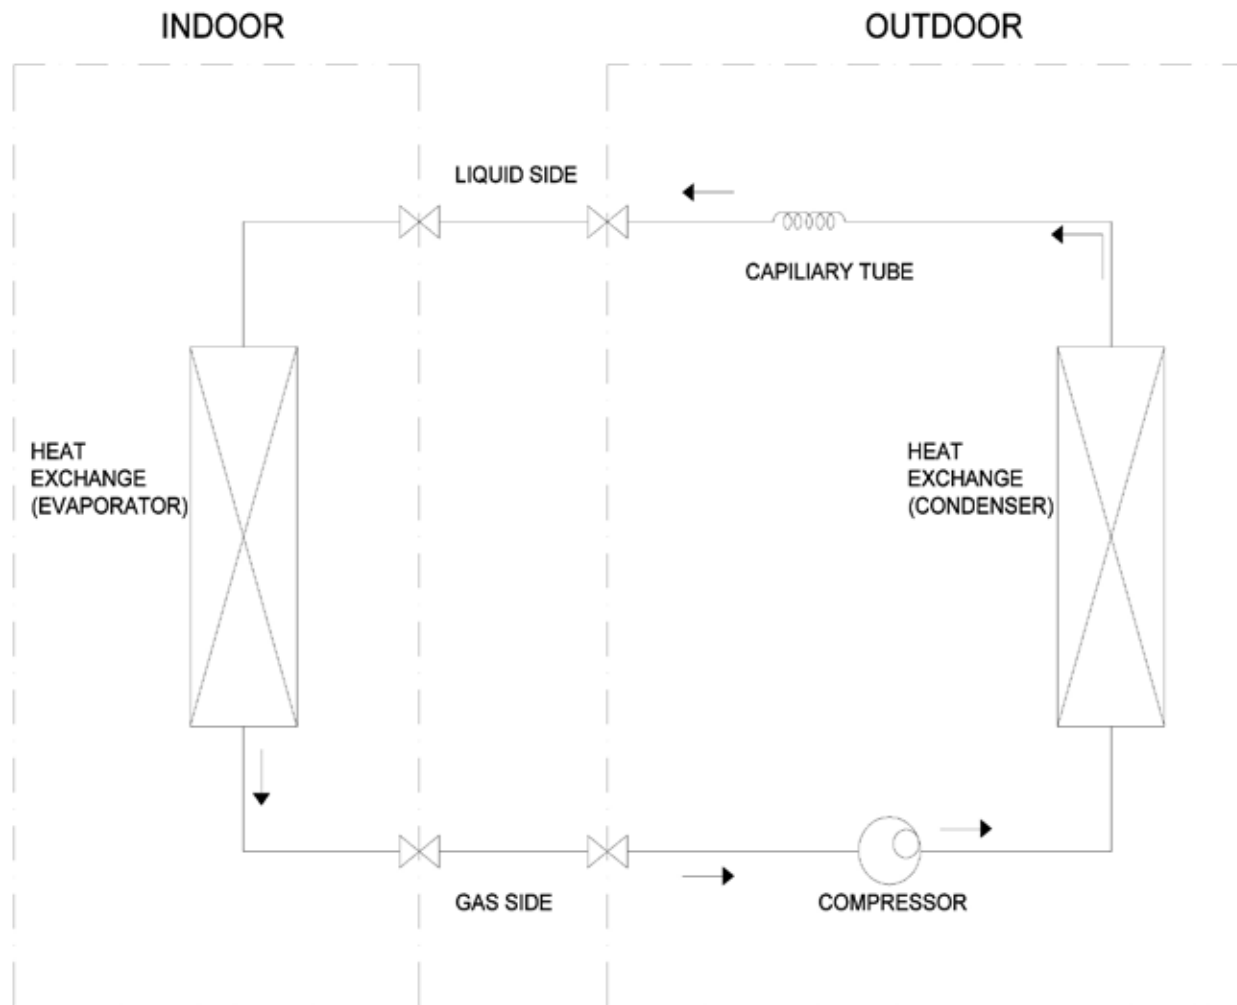 INDOOR
OUTDOOR
LIQUID SIDE
CAPILIARY TUBE
HEAT
EXCHANGE
(EVAPORATOR)
HEAT
EXCHANGE
(CONDENSER)
GAS SIDE
COMPRESSOR